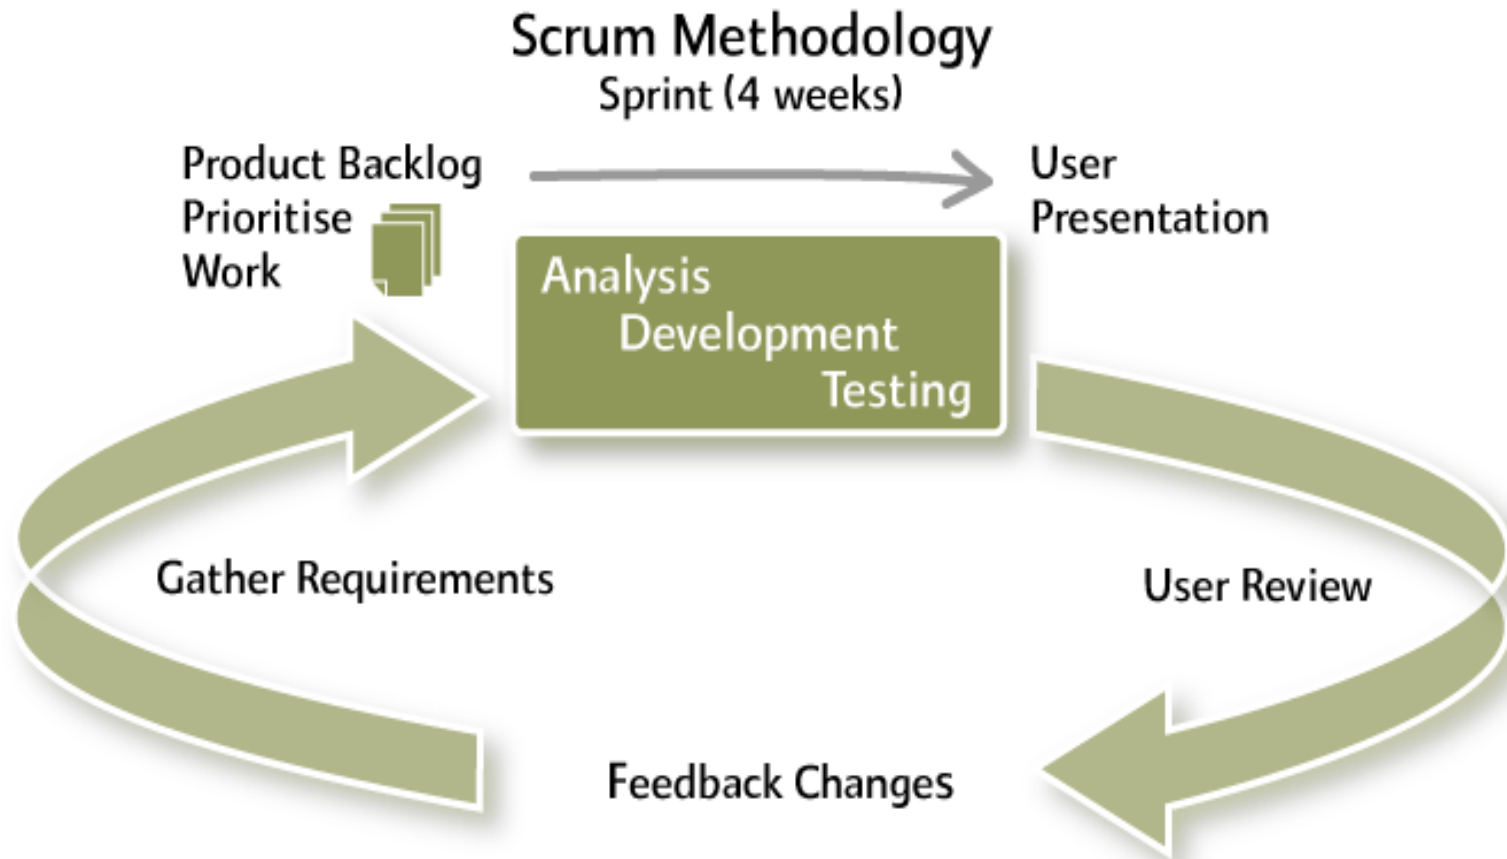 Scrum Methodology
Sprint (4 weeks)
Product Backlog
Prioritise
Work
User
Presentation
Analysis
Development
Testing
Gather Requirements
User Review
Feedback Changes